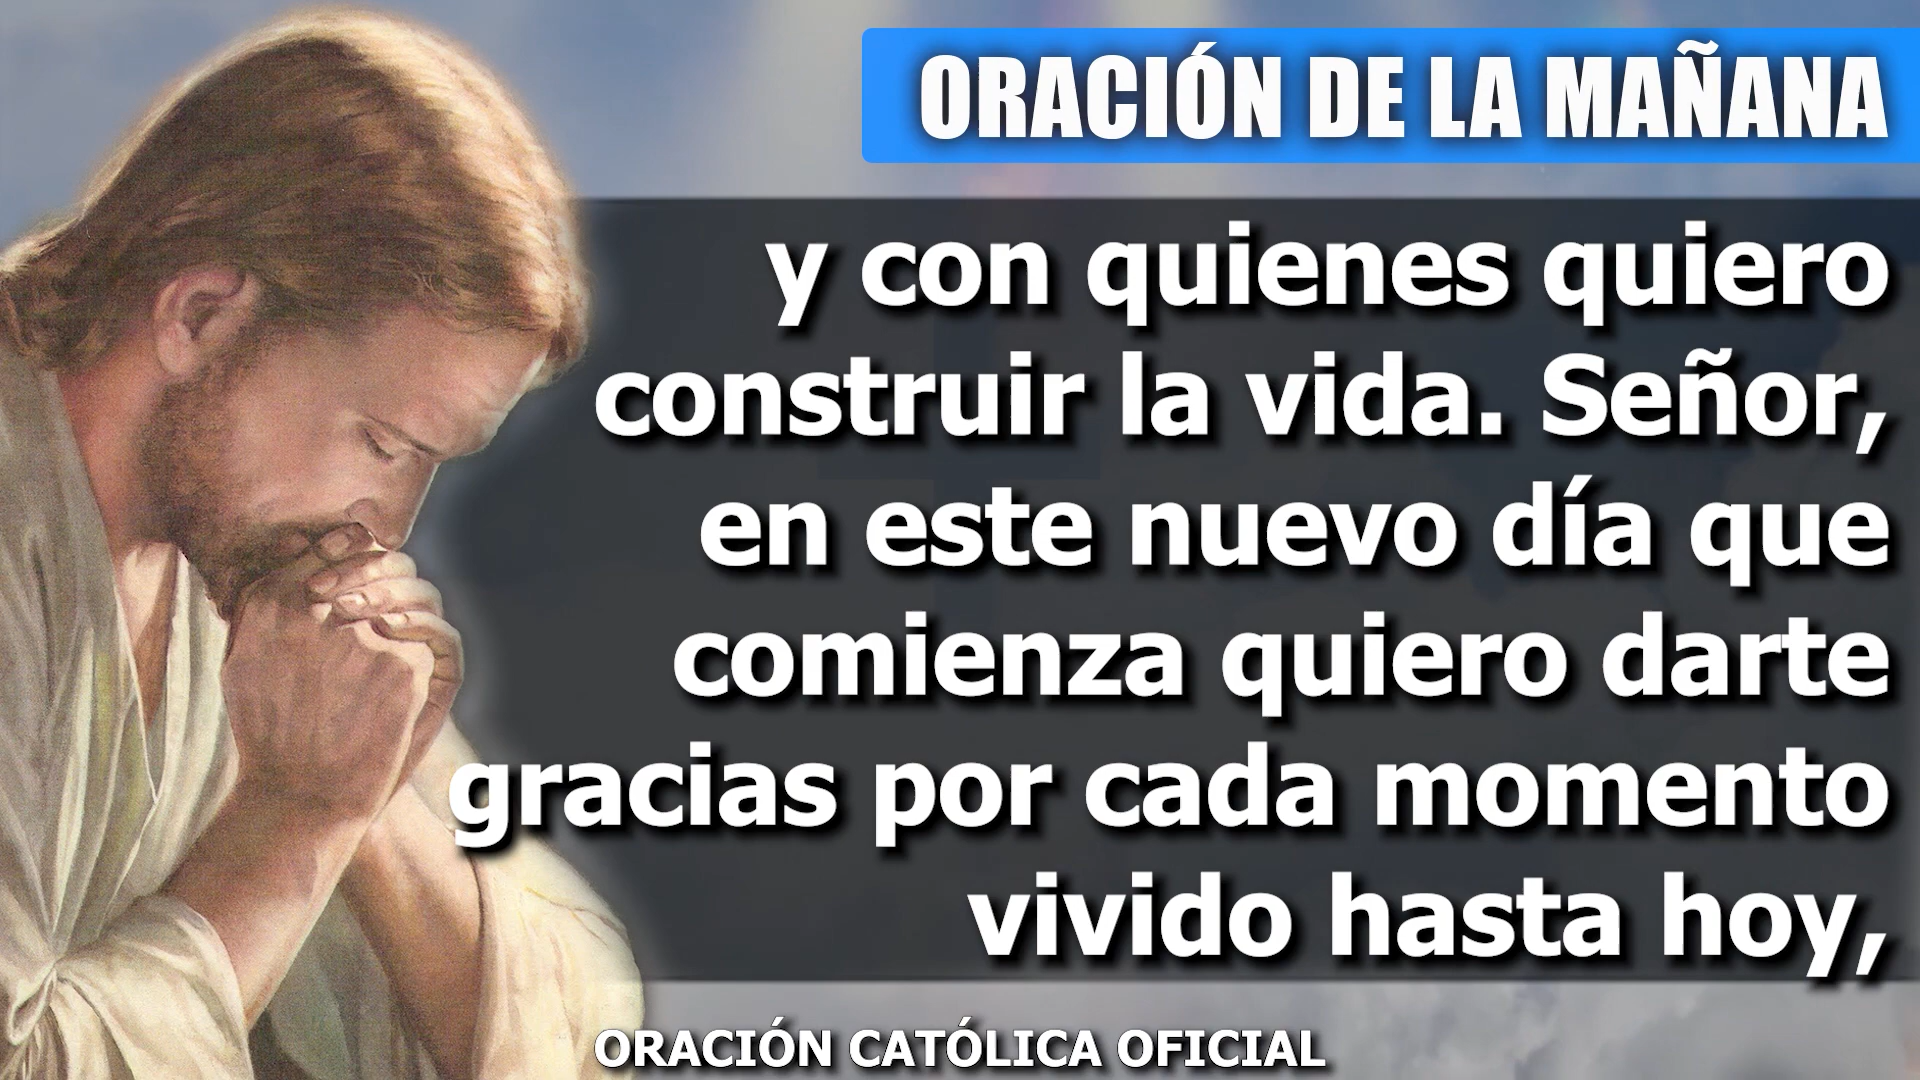 ORACIÓN DE LA MAÑANA
y con quienes quiero
construir la vida. Señor,
en este nuevo día que
comienza quiero darte
gracias por cada momento
vivido hasta hoy,
ORACIÓN CATÓLICA OFICIAL